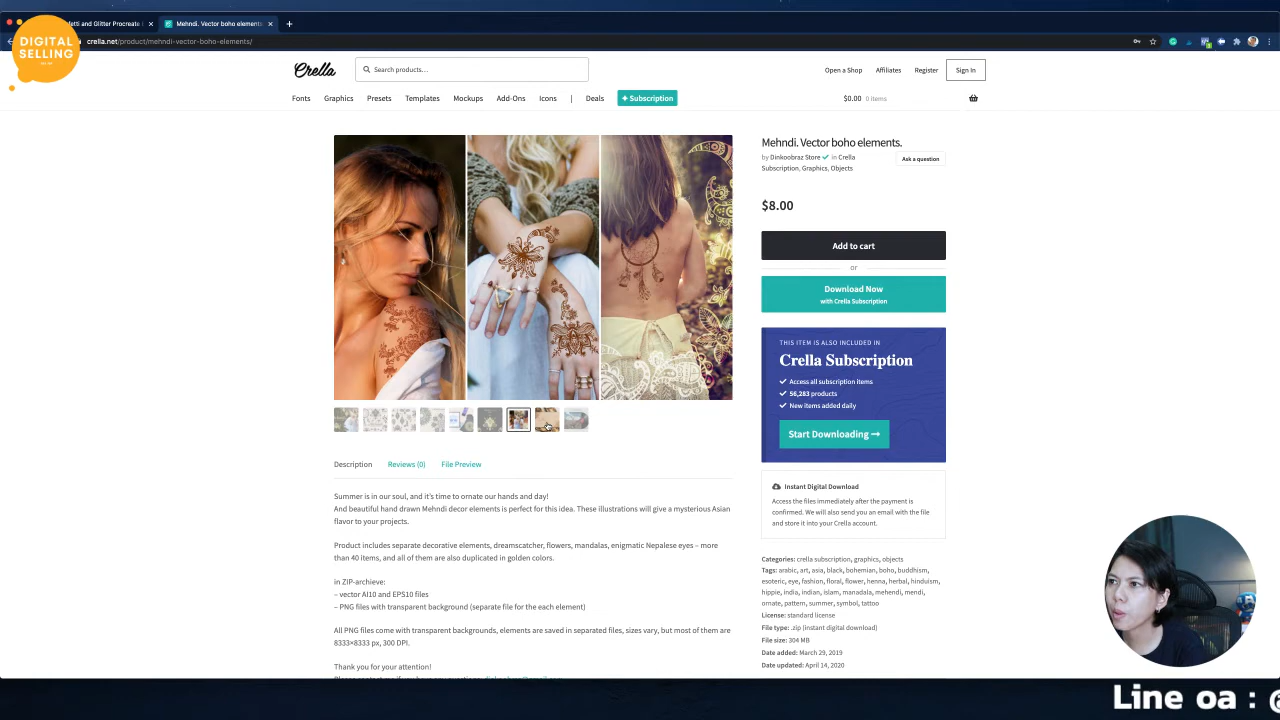 DIGITAL
SELLING
etti and Glitter Procreate
Mehndi. Vector boho elements
crella.net/product/mehndi-vector-boho-elements/
Crella
Search products...
Open a Shop
Affiliates
Register
Sign In
Fonts
Graphics
Presets
Templates
Mockups
Add-Ons
Icons
|
Deals
+ Subscription
$0.00 0 items
Mehndi. Vector boho elements.
by Dinkoobraz Store ✓ in Crella
Subscription, Graphics, Objects
Ask a question
$8.00
Add to cart
or
Download Now
with Crella Subscription
THIS ITEM IS ALSO INCLUDED IN
Crella Subscription
Access all subscription items
56,283 products
New items added daily
Start Downloading →
Instant Digital Download
Access the files immediately after the payment is
confirmed. We will also send you an email with the file
and store it into your Crella account.
Categories: crella subscription, graphics, objects
Tags: arabic, art, asia, black, bohemian, boho, buddhism,
esoteric, eye, fashion, floral, flower, henna, herbal, hinduism,
hippie, india, indian, islam, manadala, mehendi, mendi,
ornate, pattern, summer, symbol, tattoo
License: standard license
File type: .zip (instant digital download)
File size: 304 MB
Date added: March 29, 2019
Date updated: April 14, 2020
Description
Reviews (0)
File Preview
Summer is in our soul, and it's time to ornate our hands and day!
And beautiful hand drawn Mehndi decor elements is perfect for this idea. These illustrations will give a mysterious Asian
flavor to your projects.
Product includes separate decorative elements, dreamscatcher, flowers, mandalas, enigmatic Nepalese eyes – more
than 40 items, and all of them are also duplicated in golden colors.
in ZIP-archieve:
– vector AI10 and EPS10 files
– PNG files with transparent background (separate file for the each element)
All PNG files come with transparent backgrounds, elements are saved in separated files, sizes vary, but most of them are
8333×8333 px, 300 DPI.
Thank you for your attention!
Line oa : @